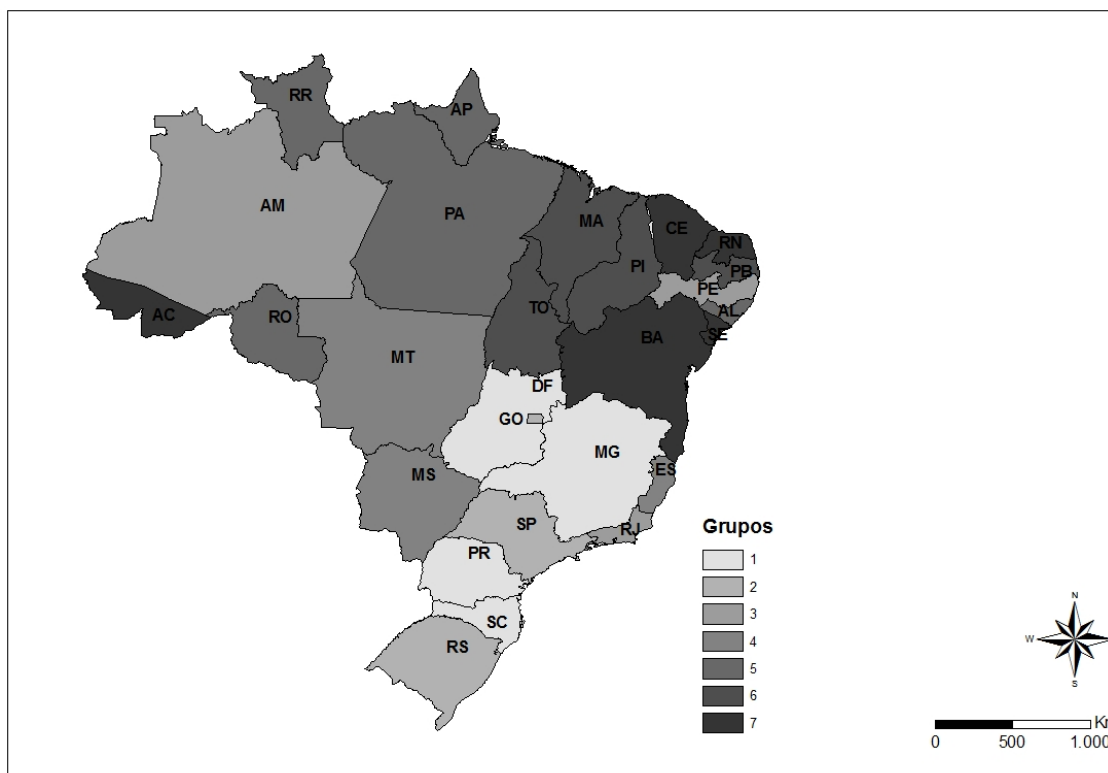 RR
AP
AM
PA
MA
CE
RN
PI
PB
PE
AL
SE
AC
RO
TO
BA
MT
DF
GO
MG
MS
ES
SP
RJ
PR
SC
RS
Grupos
1
2
3
4
5
6
7
N
W
E
S
Km
0 500 1.000